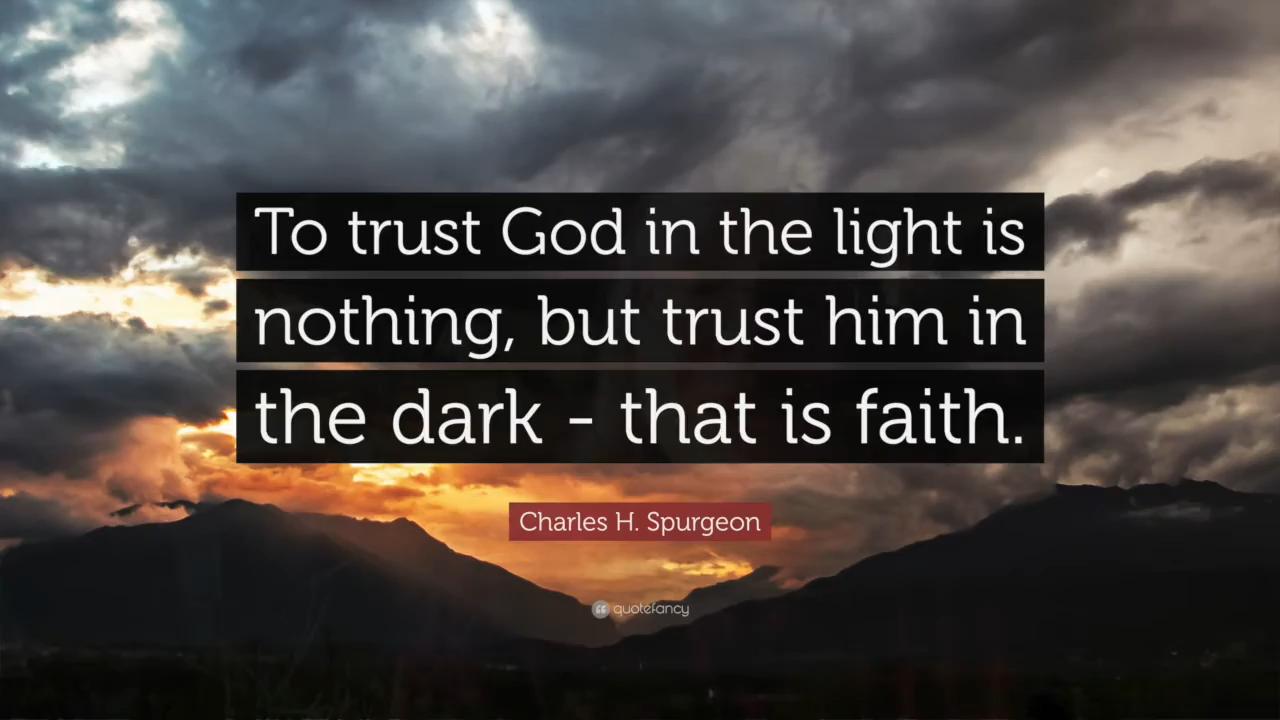 To trust God in the light is
nothing, but trust him in
the dark - that is faith.
Charles H. Spurgeon
quotefancy